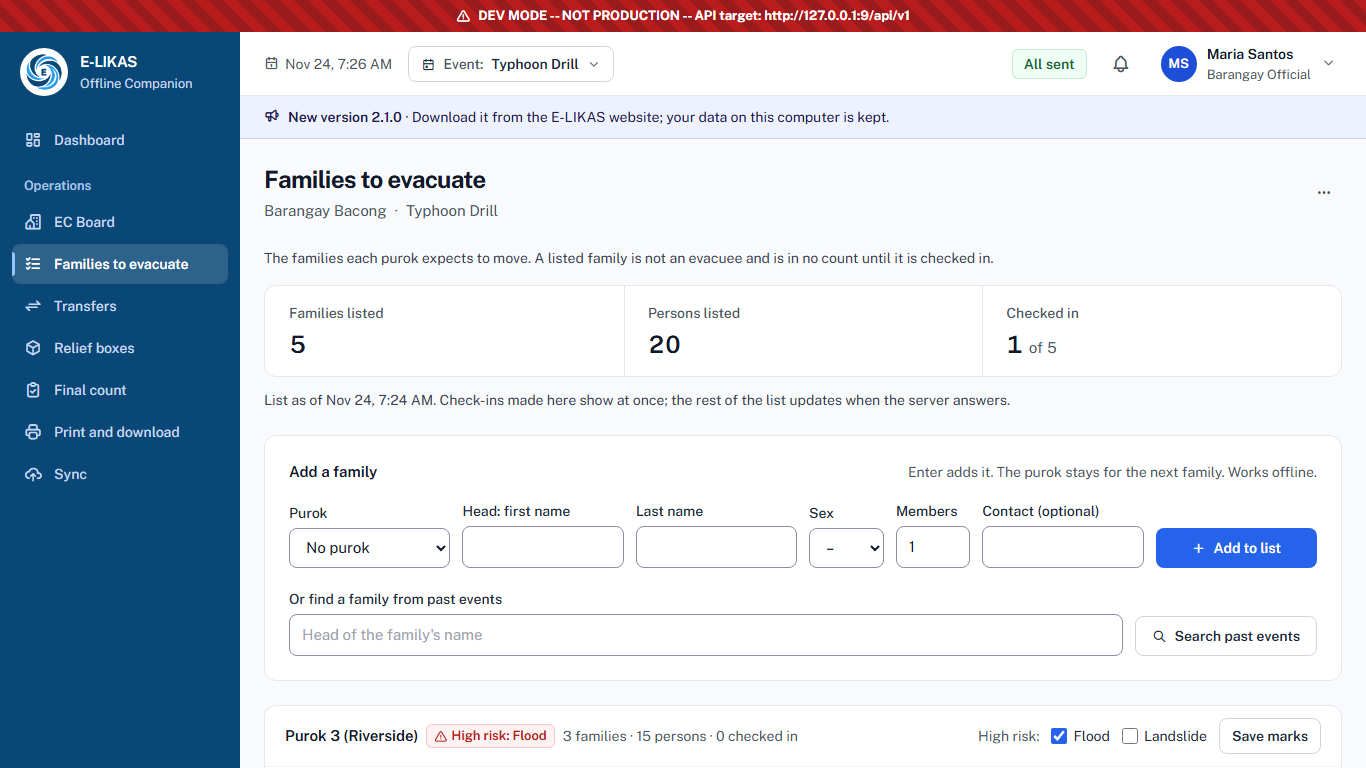 DEV MODE -- NOT PRODUCTION -- API target: http://127.0.0.1:9/api/v1
E-LIKAS
Offline Companion
Dashboard
Operations
EC Board
Families to evacuate
Transfers
Relief boxes
Final count
Print and download
Sync
Nov 24, 7:26 AM
Event: Typhoon Drill
All sent
MS
Maria Santos
Barangay Official
New version 2.1.0 · Download it from the E-LIKAS website; your data on this computer is kept.
Families to evacuate
Barangay Bacong · Typhoon Drill
The families each purok expects to move. A listed family is not an evacuee and is in no count until it is checked in.
Families listed
5
Persons listed
20
Checked in
1 of 5
List as of Nov 24, 7:24 AM. Check-ins made here show at once; the rest of the list updates when the server answers.
Add a family
Enter adds it. The purok stays for the next family. Works offline.
Purok
No purok
Head: first name
Last name
Sex
–
Members
1
Contact (optional)
+ Add to list
Or find a family from past events
Head of the family's name
Search past events
Purok 3 (Riverside)
High risk: Flood
3 families · 15 persons · 0 checked in
High risk:
Flood
Landslide
Save marks